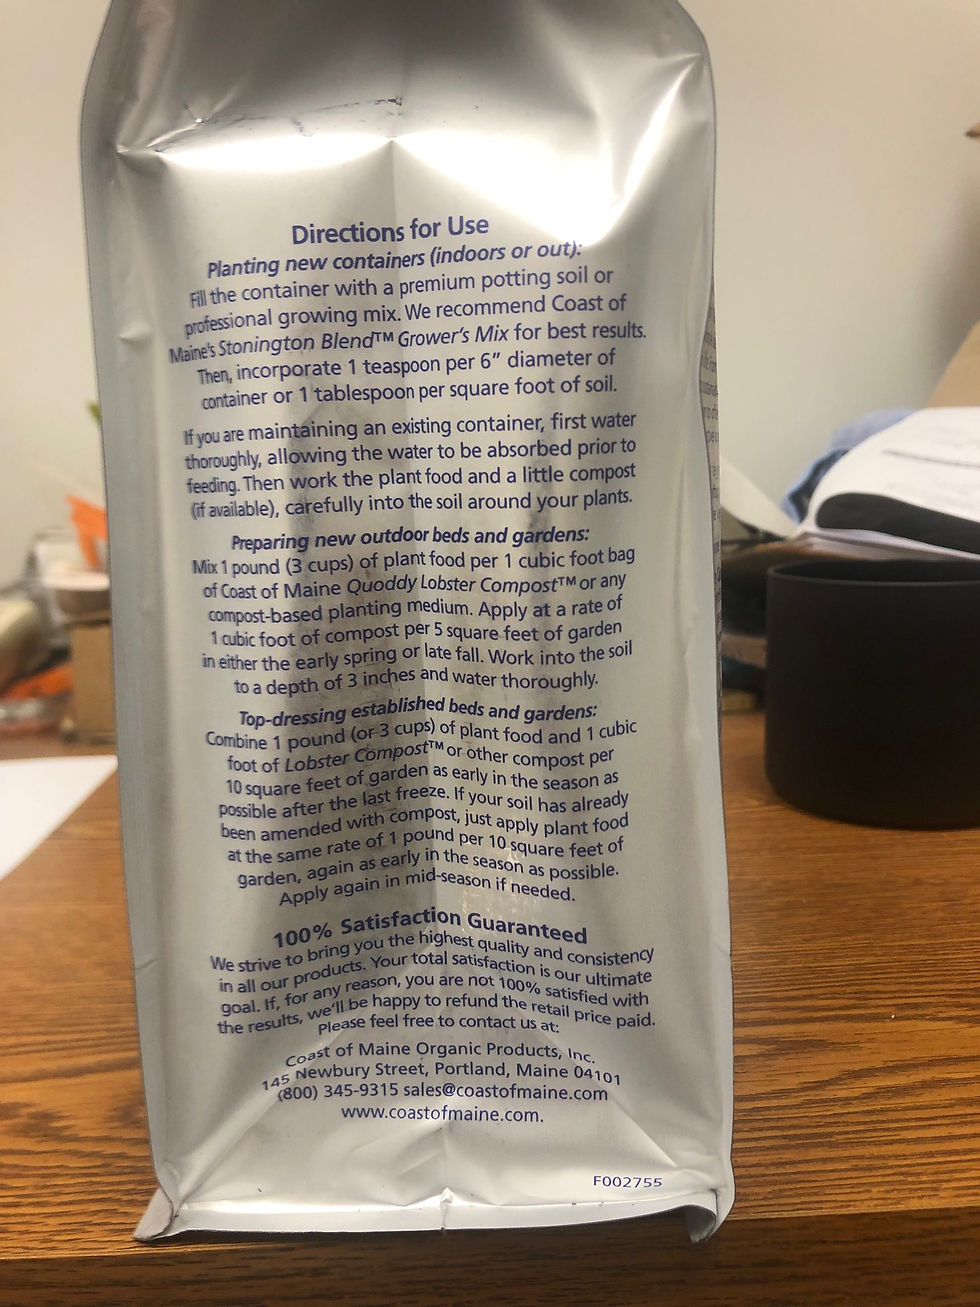 Directions for Use
Planting new containers (indoors or out):
Fill the container with a premium potting soil or
professional growing mix. We recommend Coast of
Maine's Stonington Blend™ Grower's Mix for best results.
Then, incorporate 1 teaspoon per 6” diameter of
container or 1 tablespoon per square foot of soil.
If you are maintaining an existing container, first water
thoroughly, allowing the water to be absorbed prior to
feeding. Then work the plant food and a little compost
(if available), carefully into the soil around your plants.
Preparing new outdoor beds and gardens:
Mix 1 pound (3 cups) of plant food per 1 cubic foot bag
of Coast of Maine Quoddy Lobster Compost™ or any
compost-based planting medium. Apply at a rate of
1 cubic foot of compost per 5 square feet of garden
in either the early spring or late fall. Work into the soil
to a depth of 3 inches and water thoroughly.
Top-dressing established beds and gardens:
Combine 1 pound (or 3 cups) of plant food and 1 cubic
foot of Lobster Compost™ or other compost per
10 square feet of garden as early in the season as
possible after the last freeze. If your soil has already
been amended with compost, just apply plant food
at the same rate of 1 pound per 10 square feet of
garden, again as early in the season as possible.
Apply again in mid-season if needed.
100% Satisfaction Guaranteed
We strive to bring you the highest quality and consistency
in all our products. Your total satisfaction is our ultimate
goal. If, for any reason, you are not 100% satisfied with
the results, we'll be happy to refund the retail price paid.
Please feel free to contact us at:
Coast of Maine Organic Products, Inc.
145 Newbury Street, Portland, Maine 04101
(800) 345-9315 sales@coastofmaine.com
www.coastofmaine.com.
F002755